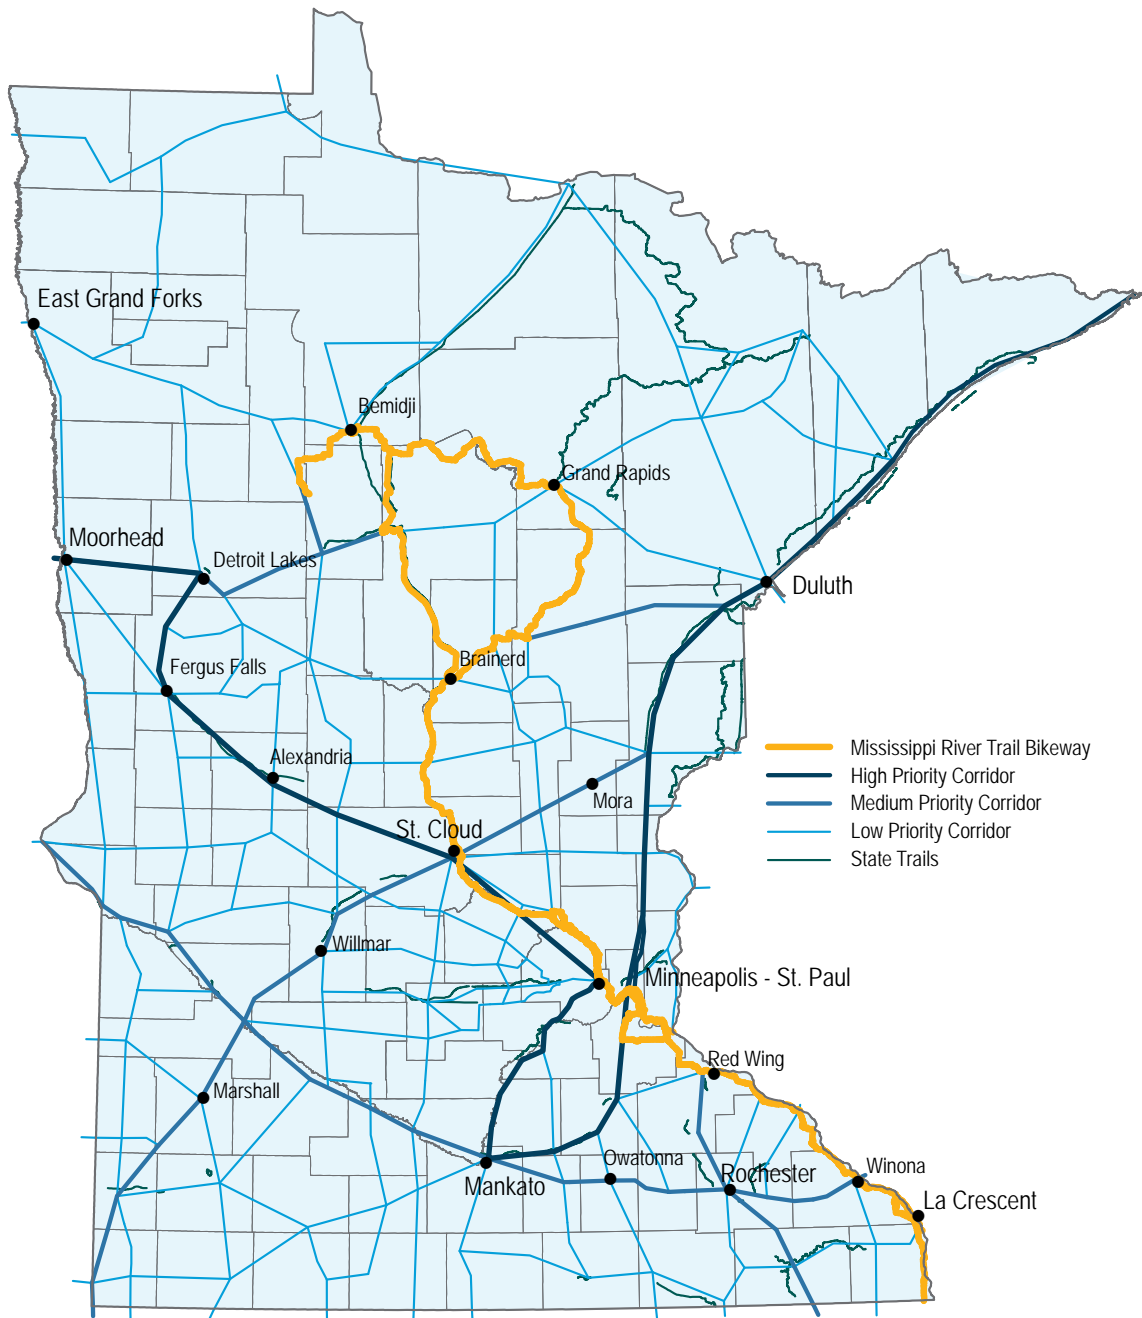 East Grand Forks
Bemidji
Grand Rapids
Moorhead
Detroit Lakes
Duluth
Brainerd
Fergus Falls
Alexandria
Mora
St. Cloud
Mississippi River Trail Bikeway
High Priority Corridor
Medium Priority Corridor
Low Priority Corridor
State Trails
Willmar
Minneapolis - St. Paul
Red Wing
Marshall
Owatonna
Mankato
Rochester
Winona
La Crescent